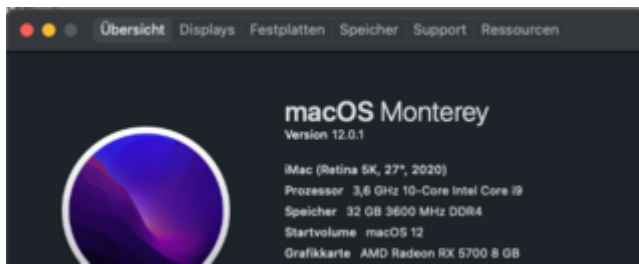 Übersicht Displays Festplatten Speicher Support Ressourcen
macOS Monterey
Version 12.0.1
iMac (Retina 5K, 27", 2020)
Prozessor 3,6 GHz 10-Core Intel Core i9
Speicher 32 GB 3600 MHz DDR4
Startvolume macOS 12
Grafikkarte AMD Radeon RX 5700 8 GB